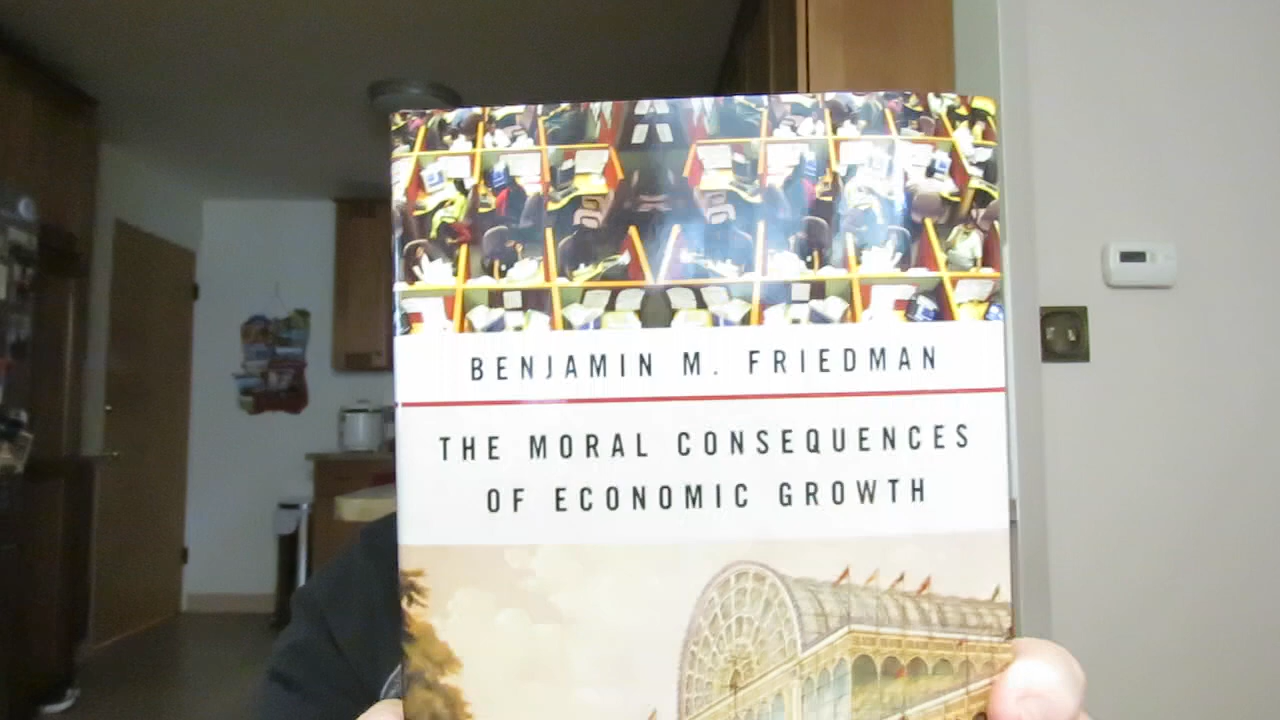 BENJAMIN M. FRIEDMAN
THE MORAL CONSEQUENCES
OF ECONOMIC GROWTH